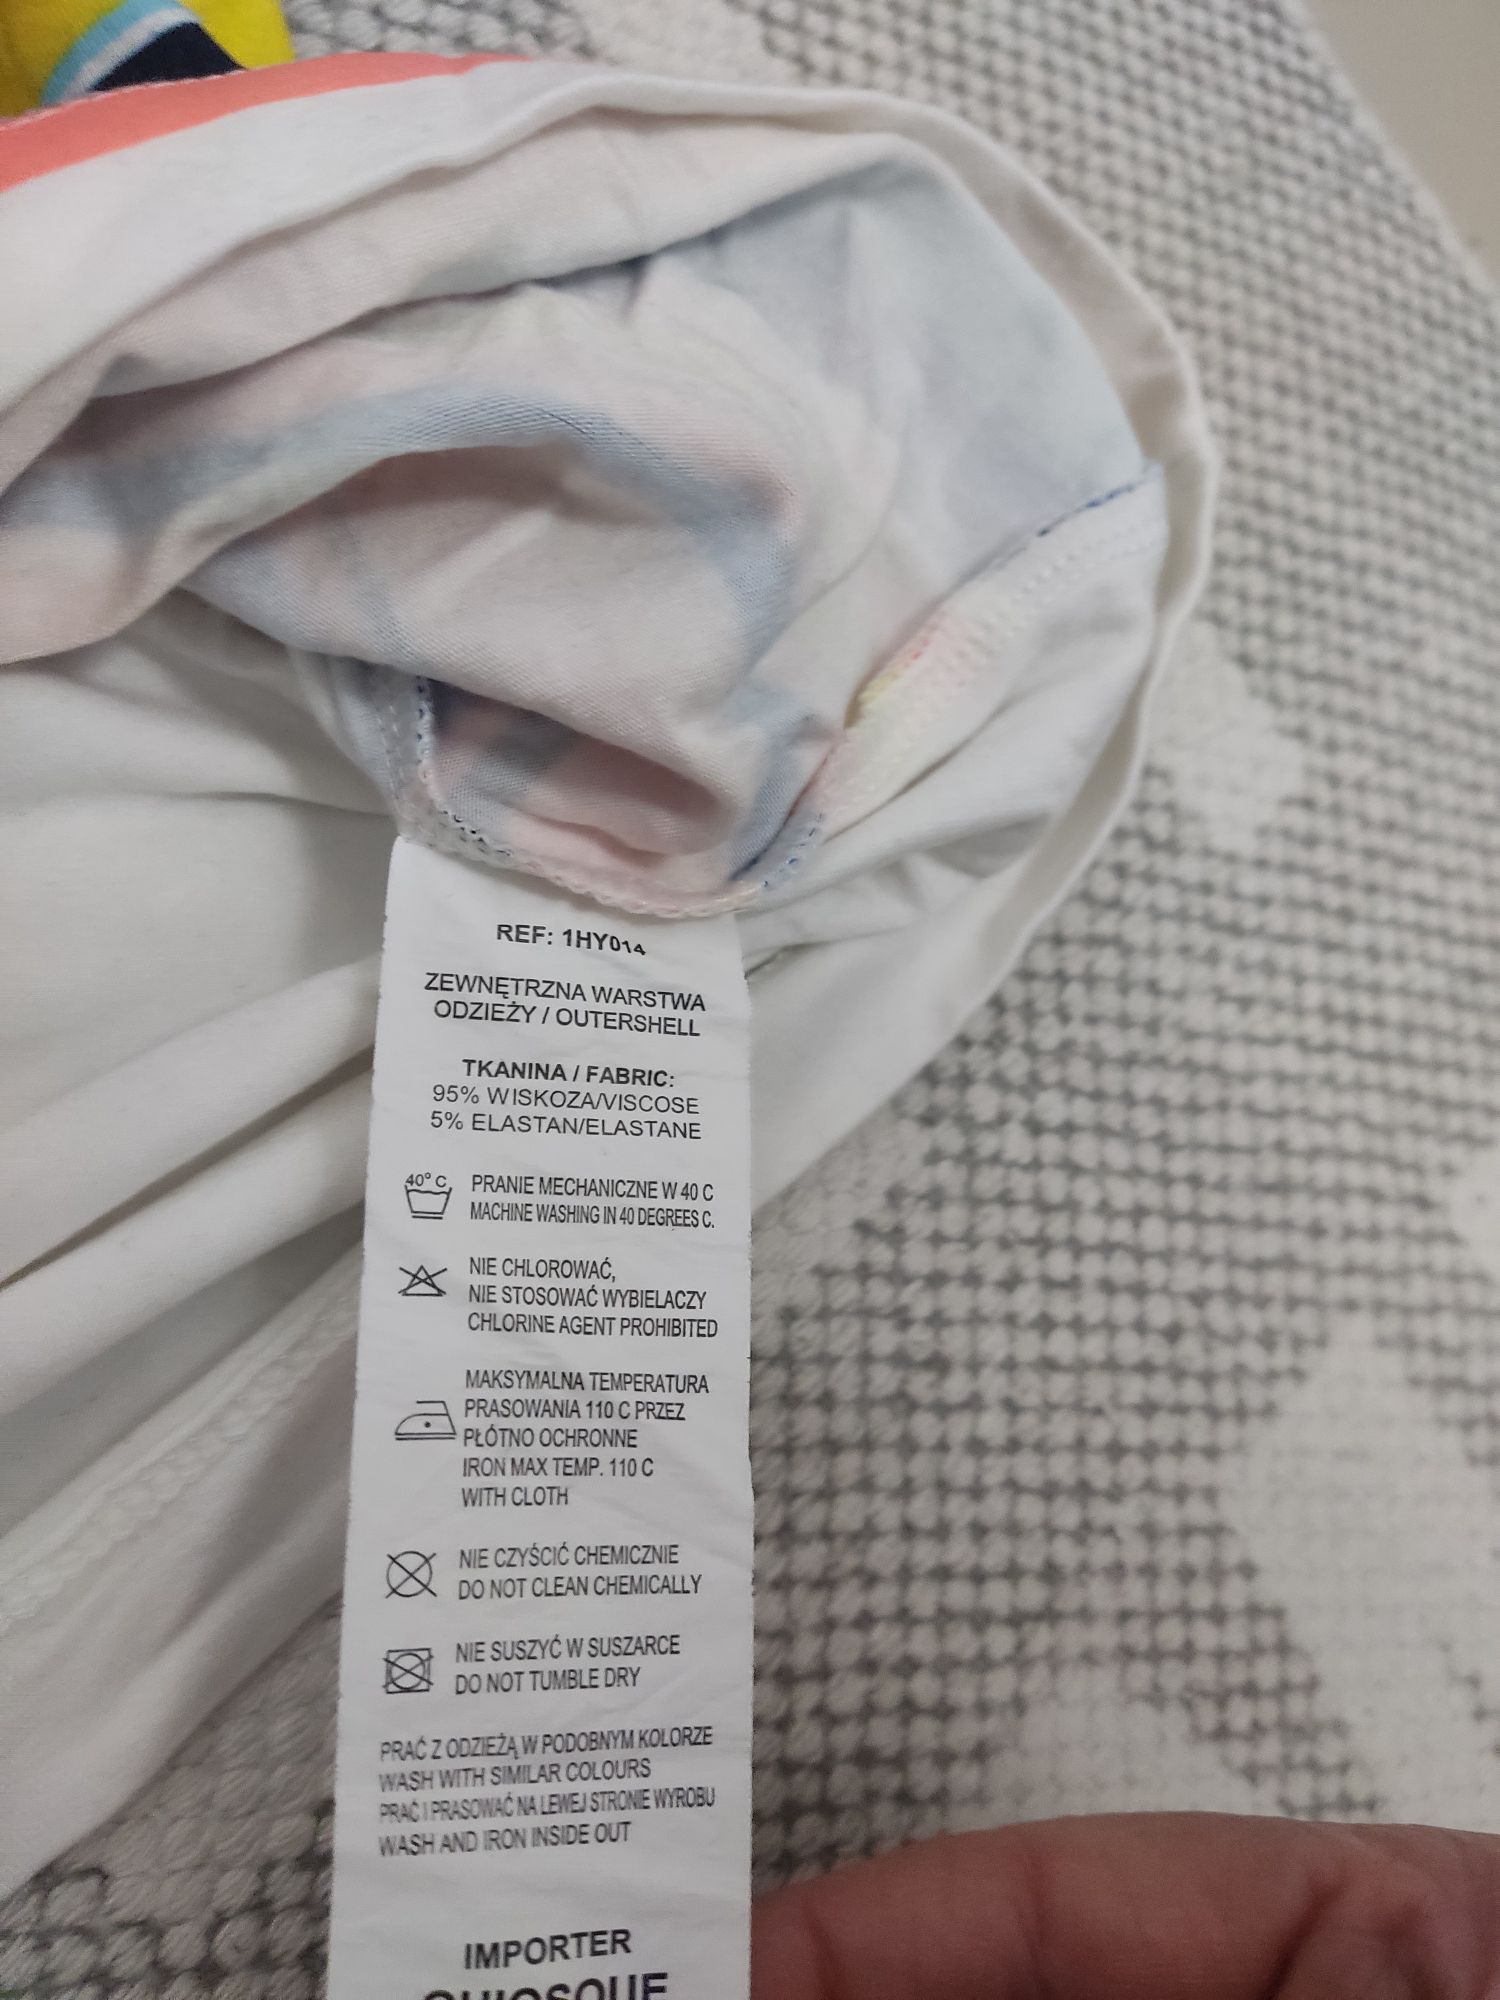 REF: 1HY014
ZEWNĘTRZNA WARSTWA
ODZIEŻY / OUTERSHELL
TKANINA / FABRIC:
95% WISKOZA/VISCOSE
5% ELASTAN/ELASTANE
40° C
PRANIE MECHANICZNE W 40 C
MACHINE WASHING IN 40 DEGREES C.
NIE CHLOROWAĆ,
NIE STOSOWAĆ WYBIELACZY
CHLORINE AGENT PROHIBITED
MAKSYMALNA TEMPERATURA
PRASOWANIA 110 C PRZEZ
PŁÓTNO OCHRONNE
IRON MAX TEMP. 110 C
WITH CLOTH
NIE CZYŚCIĆ CHEMICZNIE
DO NOT CLEAN CHEMICALLY
NIE SUSZYĆ W SUSZARCE
DO NOT TUMBLE DRY
PRAĆ Z ODZIEŻĄ W PODOBNYM KOLORZE
WASH WITH SIMILAR COLOURS
PRAĆ I PRASOWAĆ NA LEWEJ STRONIE WYROBU
WASH AND IRON INSIDE OUT
IMPORTER
QUIOSQUE